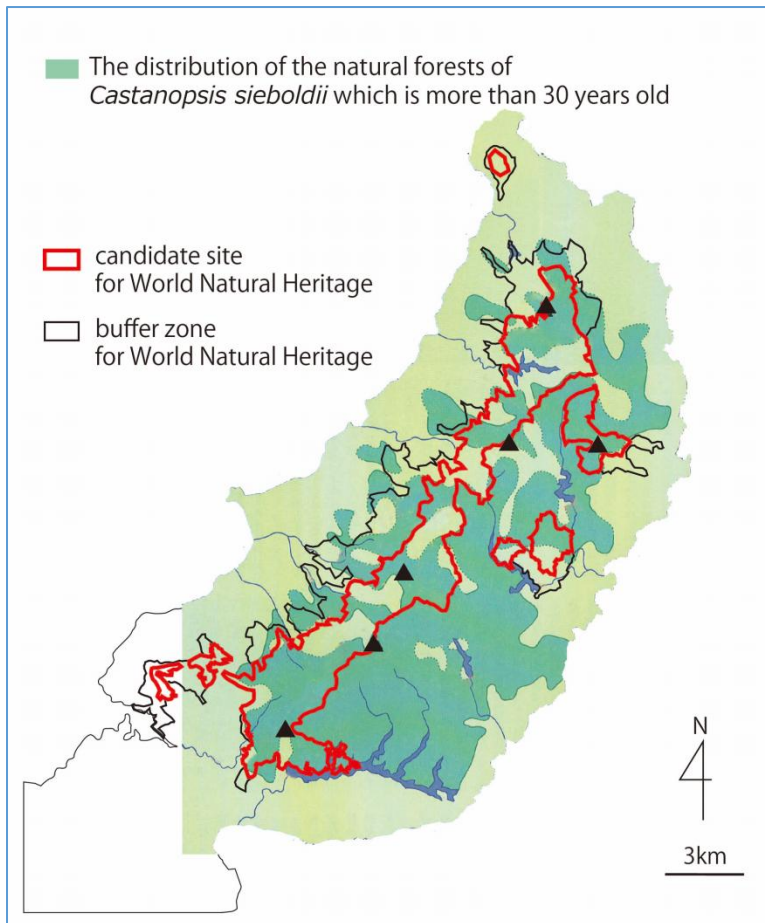 The distribution of the natural forests of
Castanopsis sieboldii which is more than 30 years old
candidate site
for World Natural Heritage
buffer zone
for World Natural Heritage
N
3km